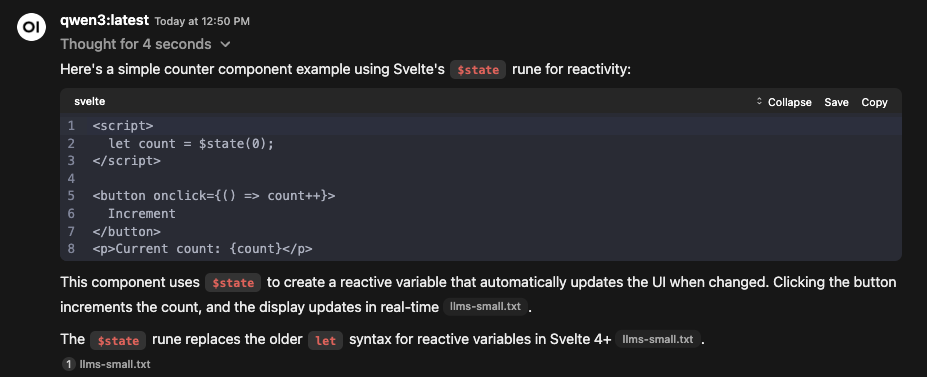 OI qwen3:latest Today at 12:50 PM
Thought for 4 seconds
Here's a simple counter component example using Svelte's $state rune for reactivity:
svelte Collapse Save Copy
1 <script>
2   let count = $state(0);
3 </script>
4
5 <button onclick={() => count++}>
6   Increment
7 </button>
8 <p>Current count: {count}</p>
This component uses $state to create a reactive variable that automatically updates the UI when changed. Clicking the button
increments the count, and the display updates in real-time llms-small.txt .
The $state rune replaces the older let syntax for reactive variables in Svelte 4+ llms-small.txt .
1 llms-small.txt